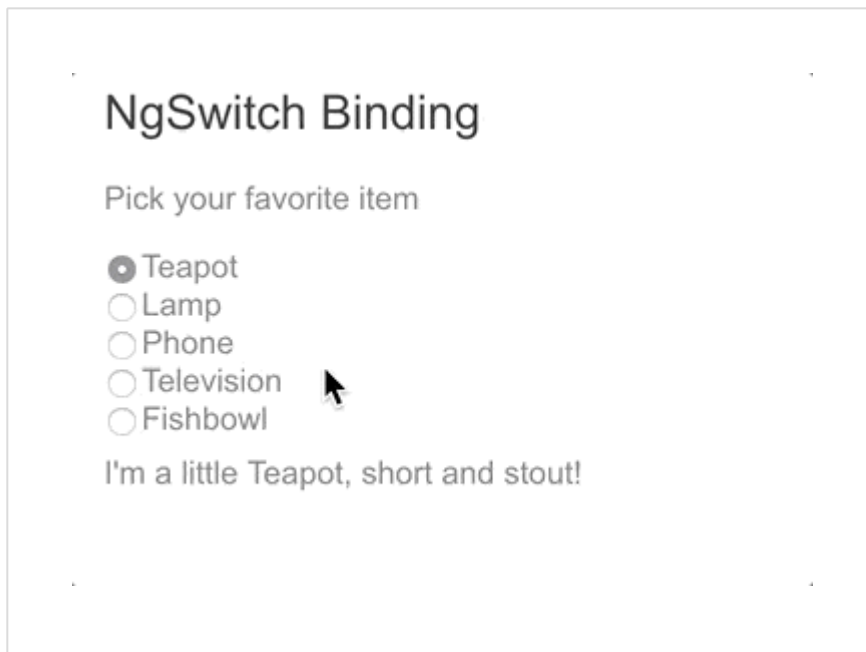 NgSwitch Binding
Pick your favorite item
Teapot
Lamp
Phone
Television
Fishbowl
I'm a little Teapot, short and stout!